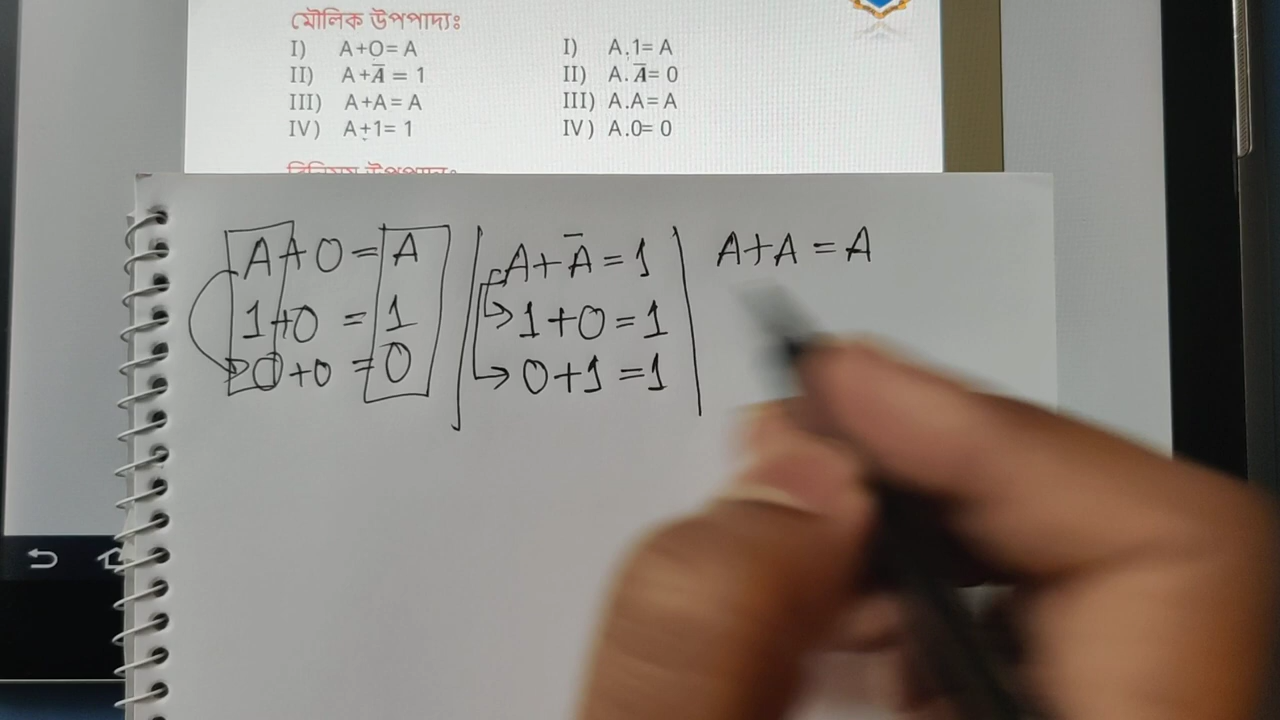 মৌলিক উপপাদ্যঃ
I) A+O= A I) A.1= A
II) A+A̅ = 1 II) A. A̅= 0
III) A+A= A III) A.A= A
IV) A+1= 1 IV) A.0= 0
A+0=A A+A̅=1 A+A=A
1+0=1 1+0=1
0+0=0 0+1=1